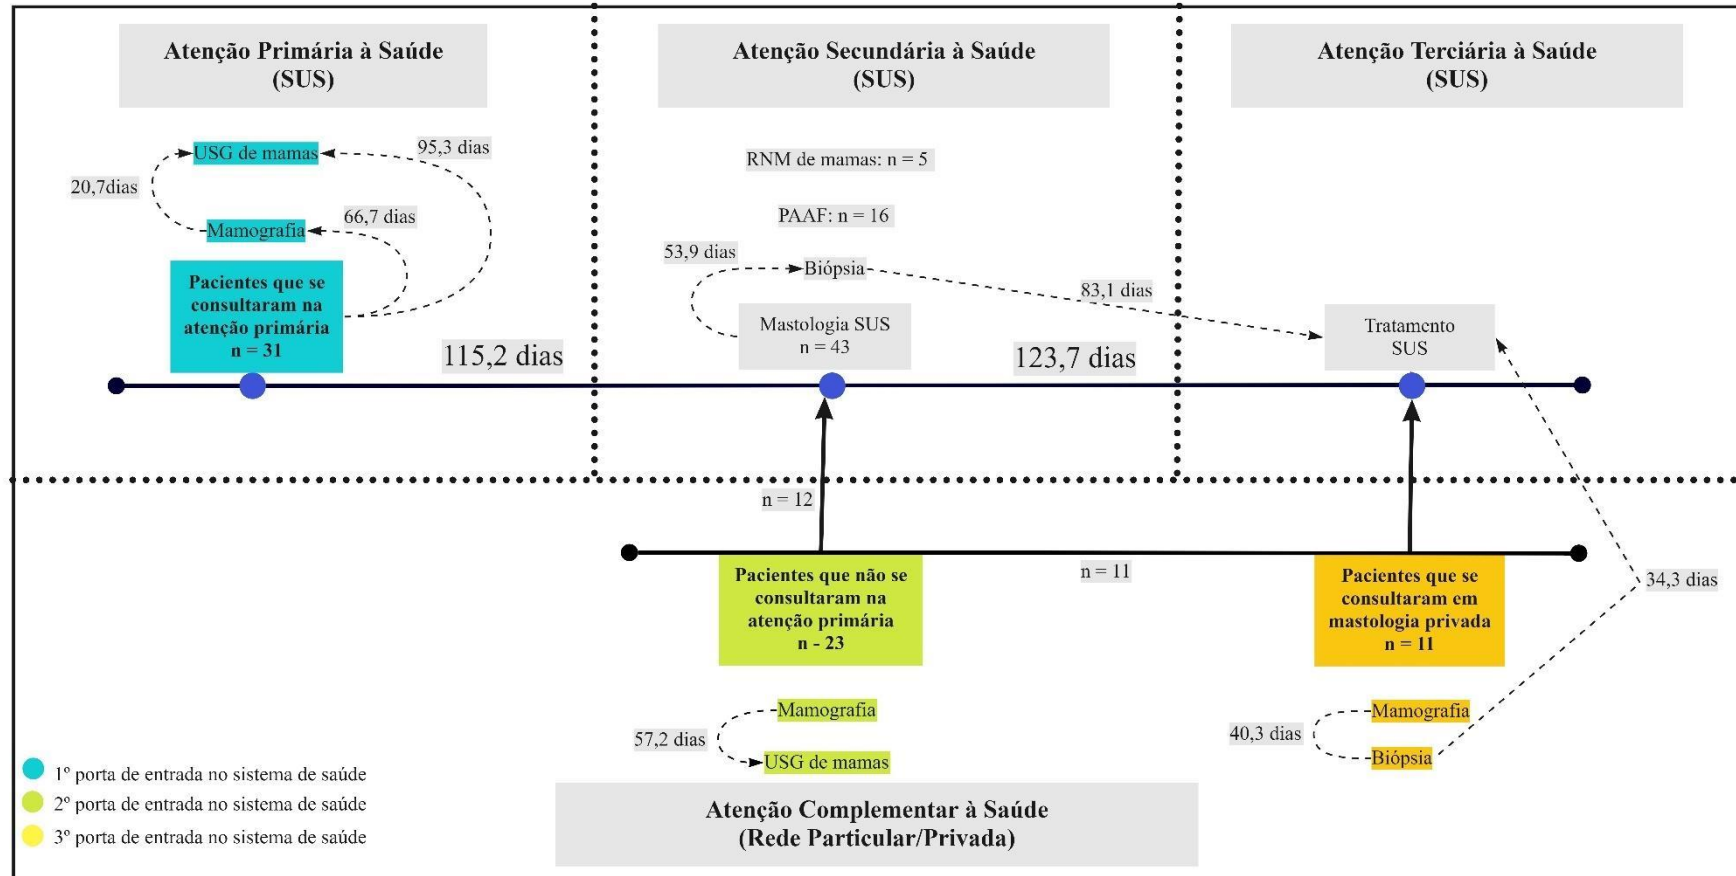 Atenção Primária à Saúde
(SUS)
Atenção Secundária à Saúde
(SUS)
Atenção Terciária à Saúde
(SUS)
USG de mamas
95,3 dias
20,7dias
66,7 dias
Mamografia
Pacientes que se
consultaram na
atenção primária
n = 31
115,2 dias
RNM de mamas: n = 5
PAAF: n = 16
53,9 dias
Biópsia
83,1 dias
Mastologia SUS
n = 43
123,7 dias
Tratamento
SUS
n = 12
Pacientes que não se
consultaram na
atenção primária
n - 23
n = 11
Pacientes que se
consultaram em
mastologia privada
n = 11
34,3 dias
Mamografia
57,2 dias
USG de mamas
Mamografia
40,3 dias
Biópsia
1º porta de entrada no sistema de saúde
2º porta de entrada no sistema de saúde
3º porta de entrada no sistema de saúde
Atenção Complementar à Saúde
(Rede Particular/Privada)